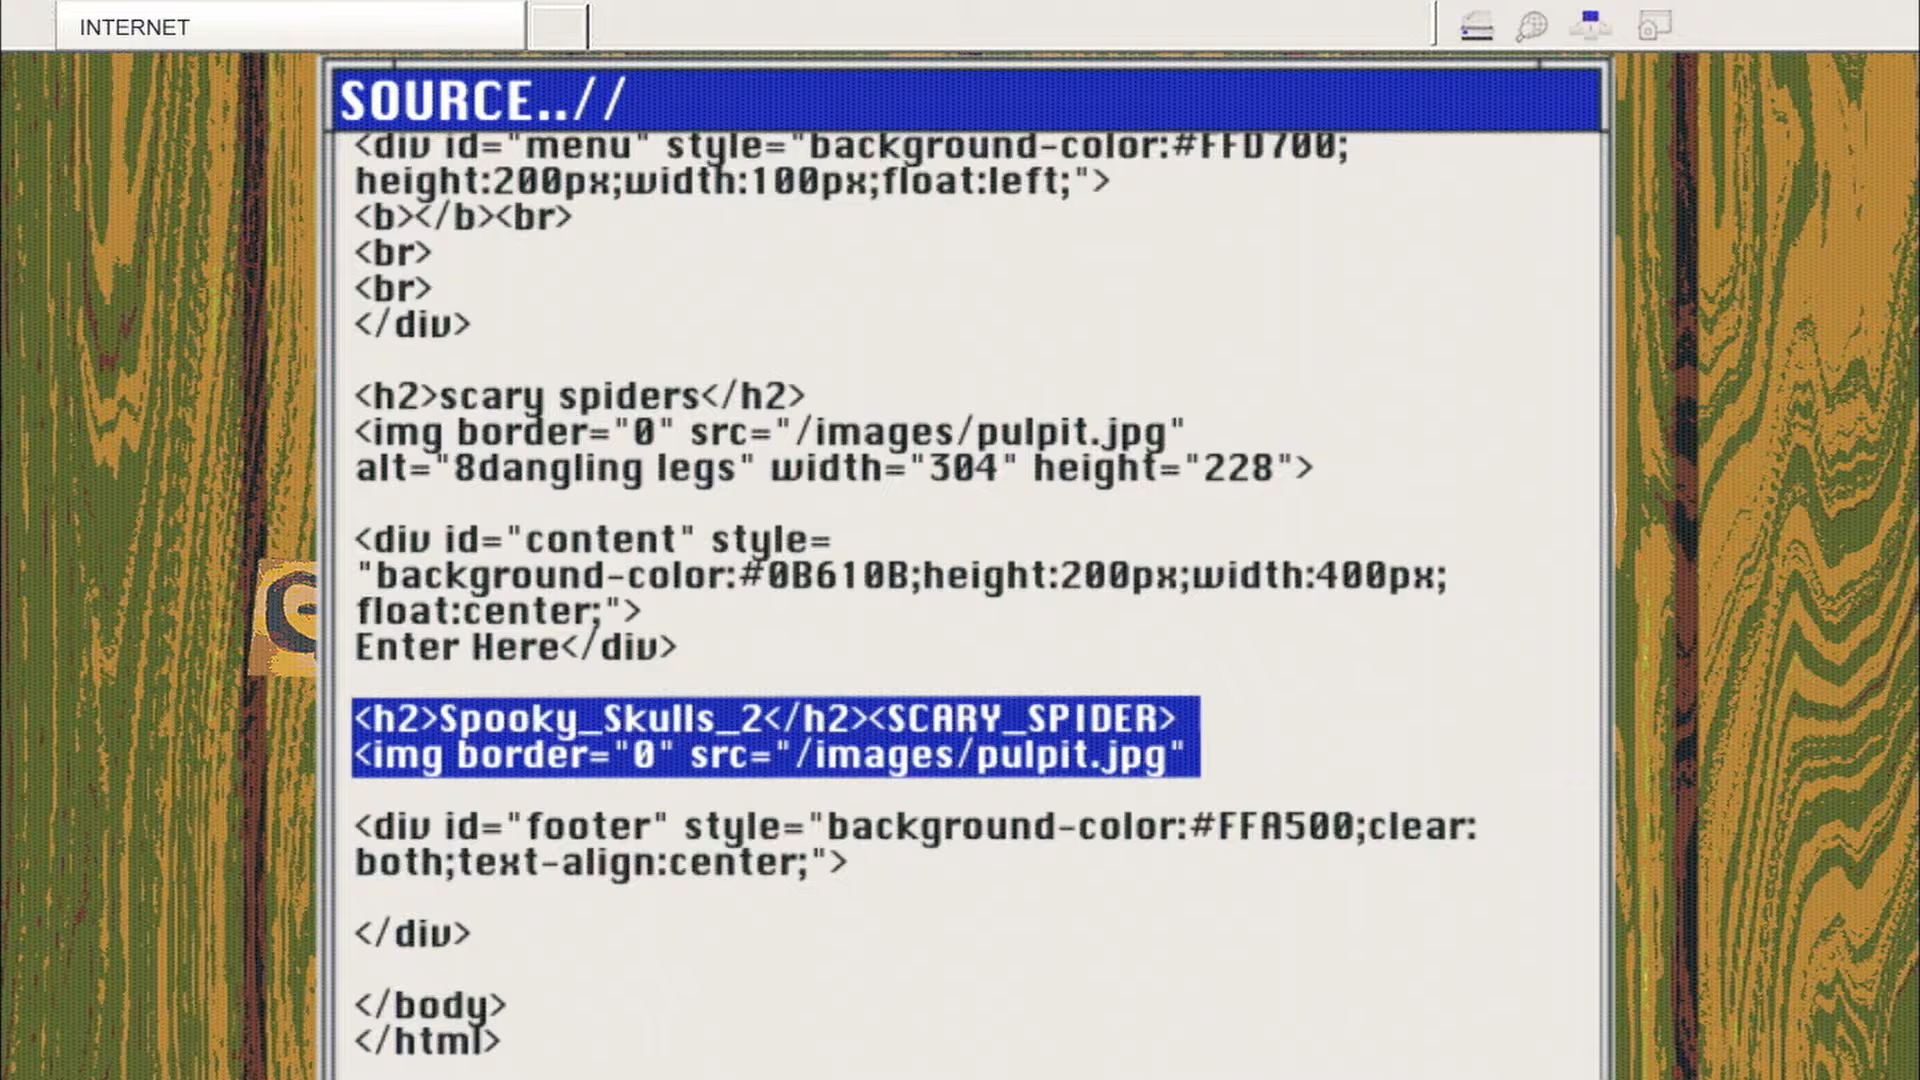 INTERNET
SOURCE..//
<div id="menu" style="background-color:#FFD700;
height:200px;width:100px;float:left;">
<b></b><br>
<br>
<br>
</div>
<h2>scary spiders</h2>
<img border="0" src="/images/pulpit.jpg"
alt="8dangling legs" width="304" height="228">
<div id="content" style=
"background-color:#0B610B;height:200px;width:400px;
float:center;">
Enter Here</div>
<h2>Spooky_Skulls_2</h2><SCARY_SPIDER>
<img border="0" src="/images/pulpit.jpg"
<div id="footer" style="background-color:#FFA500;clear:
both;text-align:center;">
</div>
</body>
</html>